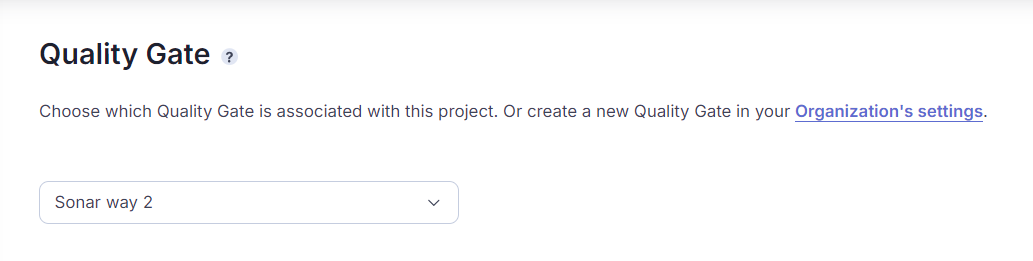 Quality Gate ?
Choose which Quality Gate is associated with this project. Or create a new Quality Gate in your Organization's settings.
Sonar way 2